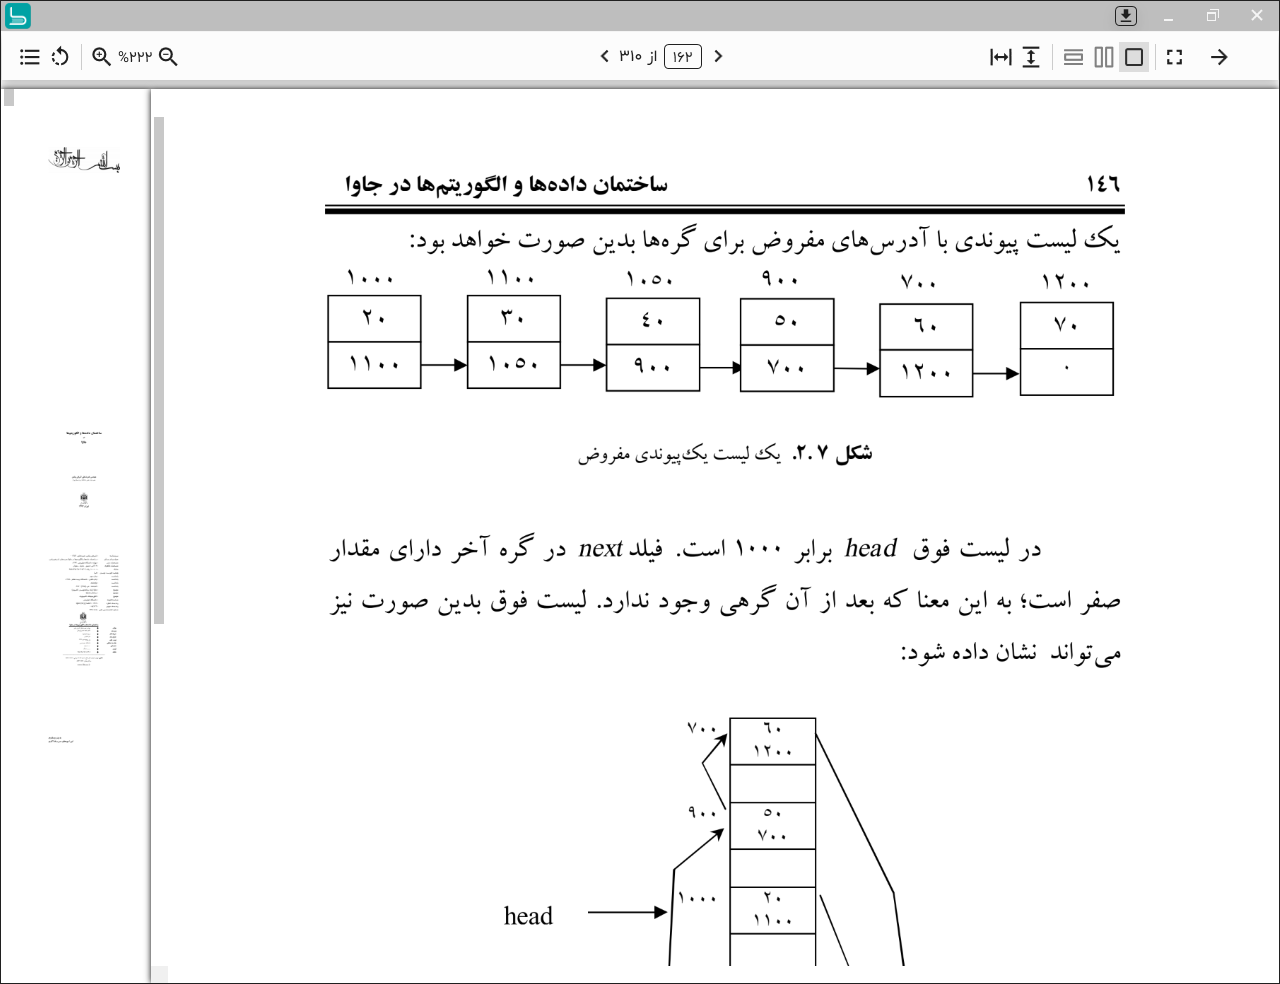 ٪۲۲۲
۱۶۲ از ۳۱۰
۱۴۶ ساختمان داده‌ها و الگوریتم‌ها در جاوا
یک لیست پیوندی با آدرس‌های مفروض برای گره‌ها بدین صورت خواهد بود:
۱۰۰۰ ۱۱۰۰ ۱۰۵۰ ۹۰۰ ۷۰۰ ۱۲۰۰
۲۰ ۳۰ ۴۰ ۵۰ ۶۰ ۷۰
۱۱۰۰ ۱۰۵۰ ۹۰۰ ۷۰۰ ۱۲۰۰ ۰
شکل ۲.۷. یک لیست یک‌پیوندی مفروض
در لیست فوق head برابر ۱۰۰۰ است. فیلد next در گره آخر دارای مقدار
صفر است؛ به این معنا که بعد از آن گرهی وجود ندارد. لیست فوق بدین صورت نیز
می‌تواند نشان داده شود:
۷۰۰ ۶۰
۱۲۰۰
۹۰۰ ۵۰
۷۰۰
۱۰۰۰ ۲۰
head ۱۱۰۰